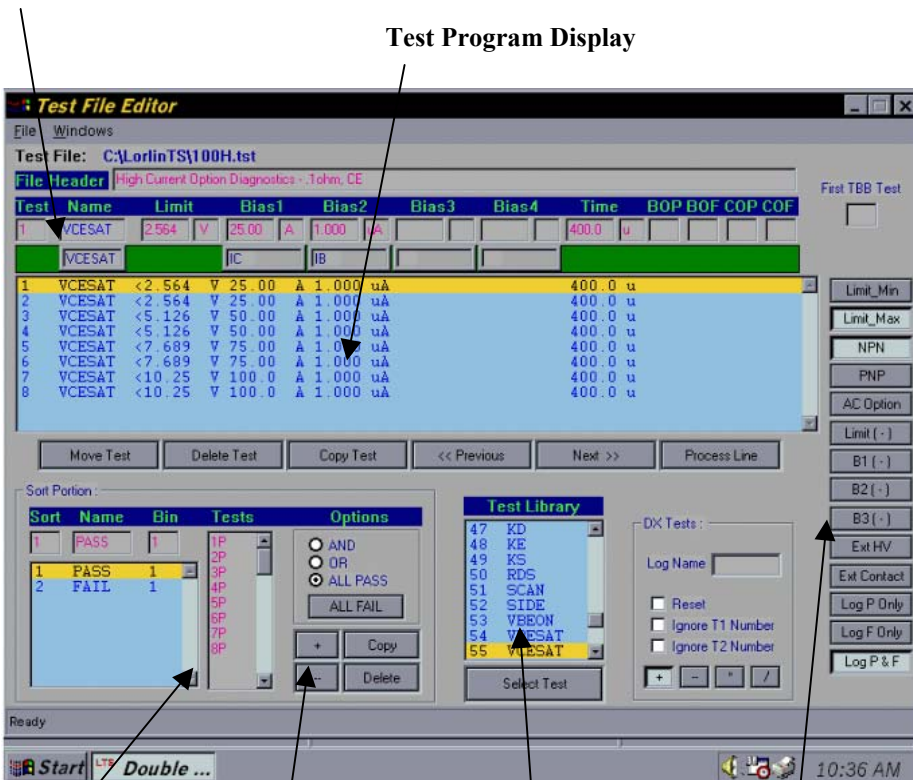 Test Program Display
Test File Editor
File Windows
Test File: C:\LorlinTS\100H.tst
File Header High Current Option Diagnostics - .1ohm, CE
First TBB Test
Test Name Limit Bias1 Bias2 Bias3 Bias4 Time BOP BOF COP COF
1 VCESAT 2.564 V 25.00 A 1.000 uA 400.0 u
VCESAT IC IB
1 VCESAT <2.564 V 25.00 A 1.000 uA 400.0 u
2 VCESAT <2.564 V 25.00 A 1.000 uA 400.0 u
3 VCESAT <5.126 V 50.00 A 1.000 uA 400.0 u
4 VCESAT <5.126 V 50.00 A 1.000 uA 400.0 u
5 VCESAT <7.689 V 75.00 A 1.000 uA 400.0 u
6 VCESAT <7.689 V 75.00 A 1.000 uA 400.0 u
7 VCESAT <10.25 V 100.0 A 1.000 uA 400.0 u
8 VCESAT <10.25 V 100.0 A 1.000 uA 400.0 u
Limit_Min
Limit_Max
NPN
PNP
AC Option
Limit ( - )
B1 ( - )
B2 ( - )
B3 ( - )
Ext HV
Ext Contact
Log P Only
Log F Only
Log P & F
Move Test Delete Test Copy Test << Previous Next >> Process Line
Sort Portion :
Sort Name Bin Tests Options
1 PASS 1
1 PASS 1
2 FAIL 1
1P
2P
3P
4P
5P
6P
7P
8P
AND
OR
ALL PASS
ALL FAIL
+ Copy
Delete
Test Library
47 KD
48 KE
49 KS
50 RDS
51 SCAN
52 SIDE
53 VBEON
54 VBESAT
55 VCESAT
Select Test
DX Tests :
Log Name
Reset
Ignore T1 Number
Ignore T2 Number
+ - * /
Ready
Start LTS Double ... 10:36 AM